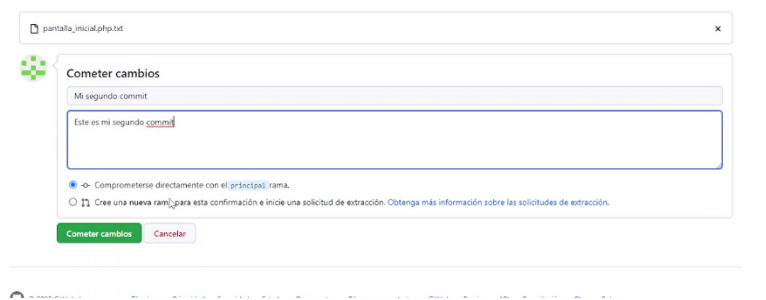 pantalla_inicial.php.txt
Cometer cambios
Mi segundo commit
Este es mi segundo commit
Comprometerse directamente con el principal rama.
Cree una nueva rama para esta confirmación e inicie una solicitud de extracción. Obtenga más información sobre las solicitudes de extracción.
Cometer cambios Cancelar